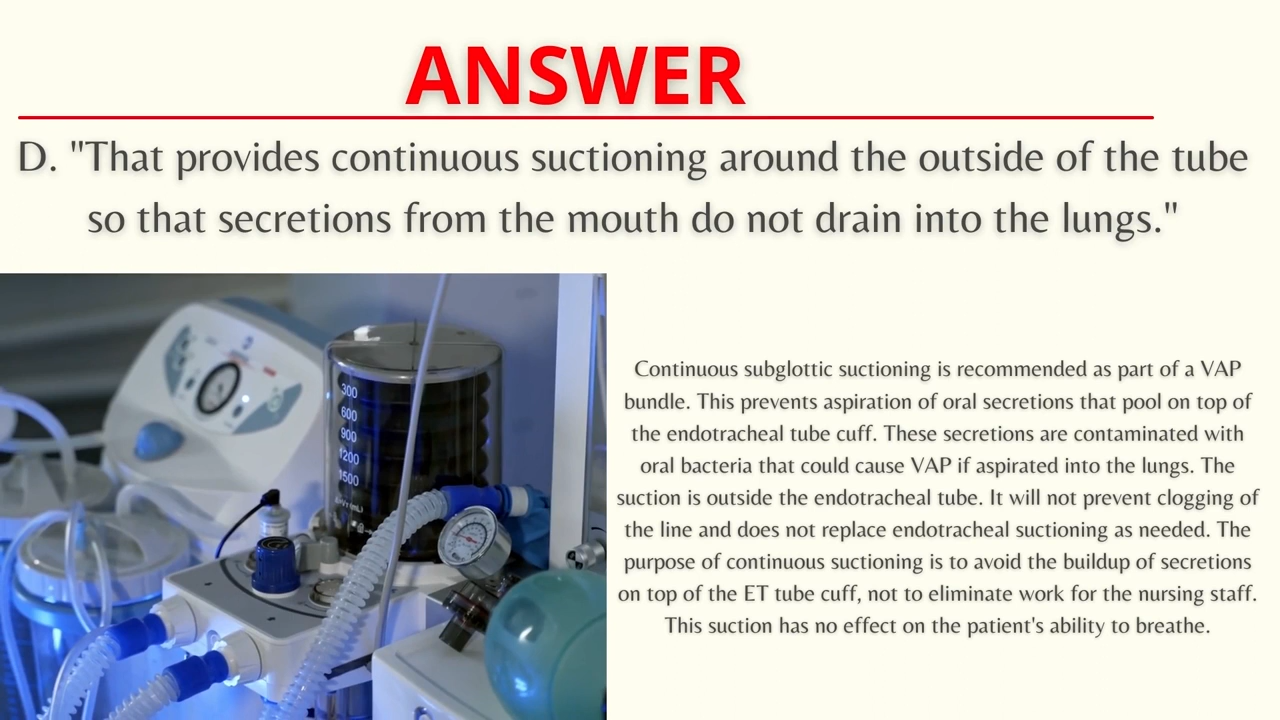 ANSWER
D. "That provides continuous suctioning around the outside of the tube
so that secretions from the mouth do not drain into the lungs."
300
600
900
1200
1500
Continuous subglottic suctioning is recommended as part of a VAP
bundle. This prevents aspiration of oral secretions that pool on top of
the endotracheal tube cuff. These secretions are contaminated with
oral bacteria that could cause VAP if aspirated into the lungs. The
suction is outside the endotracheal tube. It will not prevent clogging of
the line and does not replace endotracheal suctioning as needed. The
purpose of continuous suctioning is to avoid the buildup of secretions
on top of the ET tube cuff, not to eliminate work for the nursing staff.
This suction has no effect on the patient's ability to breathe.